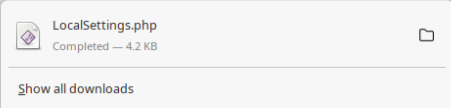 LocalSettings.php
Completed — 4.2 KB
Show all downloads